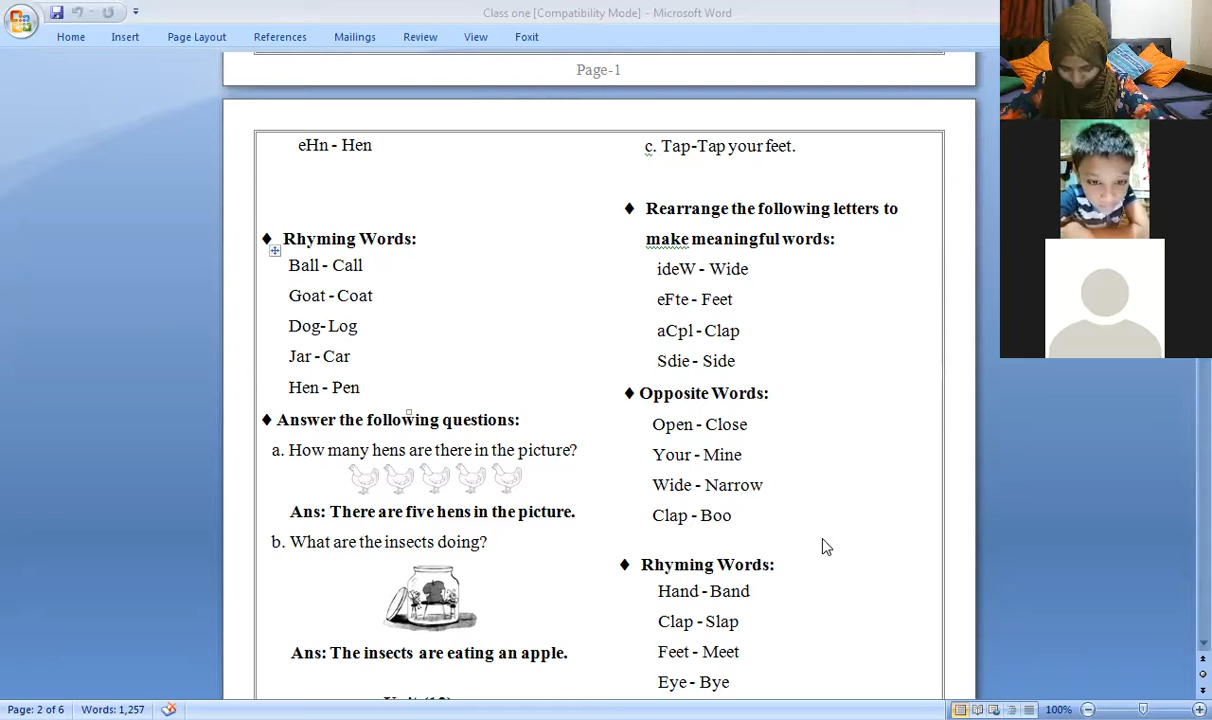 Class one [Compatibility Mode] - Microsoft Word
Home Insert Page Layout References Mailings Review View Foxit
Page-1
eHn - Hen
♦ Rhyming Words:
Ball - Call
Goat - Coat
Dog- Log
Jar - Car
Hen - Pen
♦ Answer the following questions:
a. How many hens are there in the picture?
Ans: There are five hens in the picture.
b. What are the insects doing?
Ans: The insects are eating an apple.
c. Tap-Tap your feet.
♦ Rearrange the following letters to
make meaningful words:
ideW - Wide
eFte - Feet
aCpl - Clap
Sdie - Side
♦ Opposite Words:
Open - Close
Your - Mine
Wide - Narrow
Clap - Boo
♦ Rhyming Words:
Hand - Band
Clap - Slap
Feet - Meet
Eye - Bye
Page: 2 of 6 Words: 1,257 100%